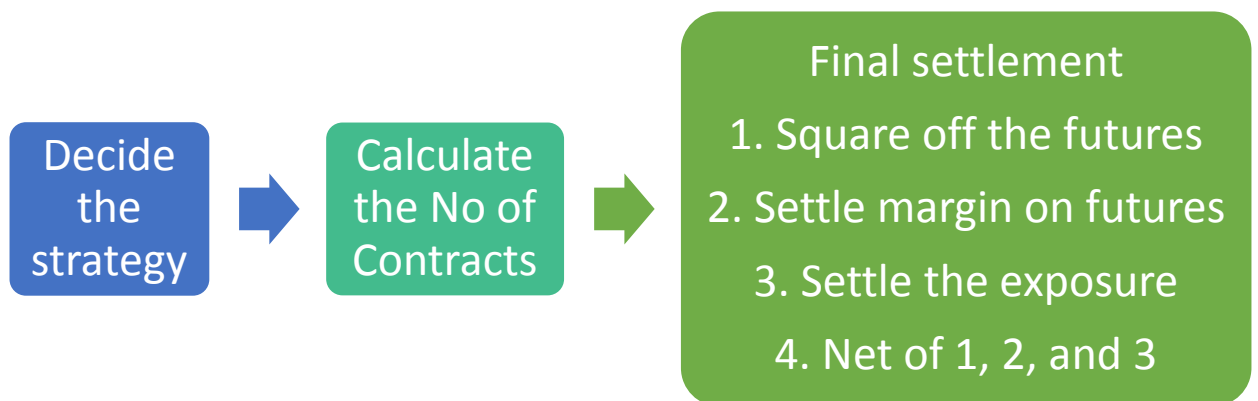 Decide
the
strategy
Calculate
the No of
Contracts
Final settlement
1. Square off the futures
2. Settle margin on futures
3. Settle the exposure
4. Net of 1, 2, and 3